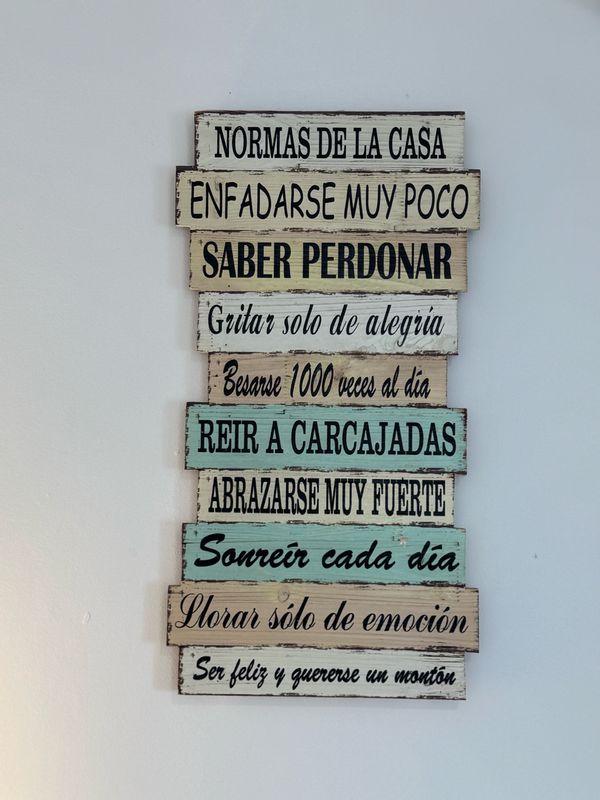 NORMAS DE LA CASA
ENFADARSE MUY POCO
SABER PERDONAR
Gritar solo de alegría
Besarse 1000 veces al día
REIR A CARCAJADAS
ABRAZARSE MUY FUERTE
Sonreír cada día
Llorar sólo de emoción
Ser feliz y quererse un montón